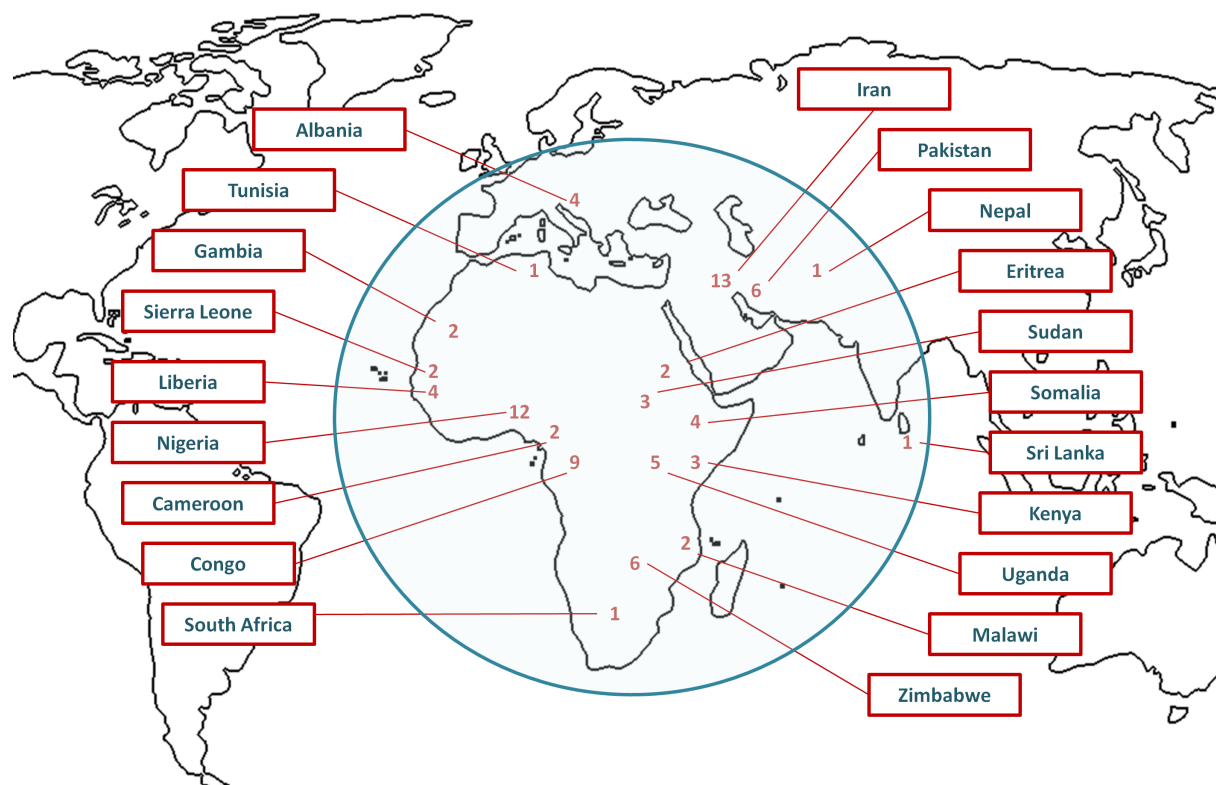 Iran
Albania
Pakistan
Tunisia
4
Nepal
Gambia
1
13
6
1
Eritrea
Sierra Leone
2
Sudan
Liberia
2
4
2
3
Somalia
Nigeria
12
2
4
1
Sri Lanka
9
5
3
Cameroon
Kenya
Congo
2
6
Uganda
South Africa
1
Malawi
Zimbabwe